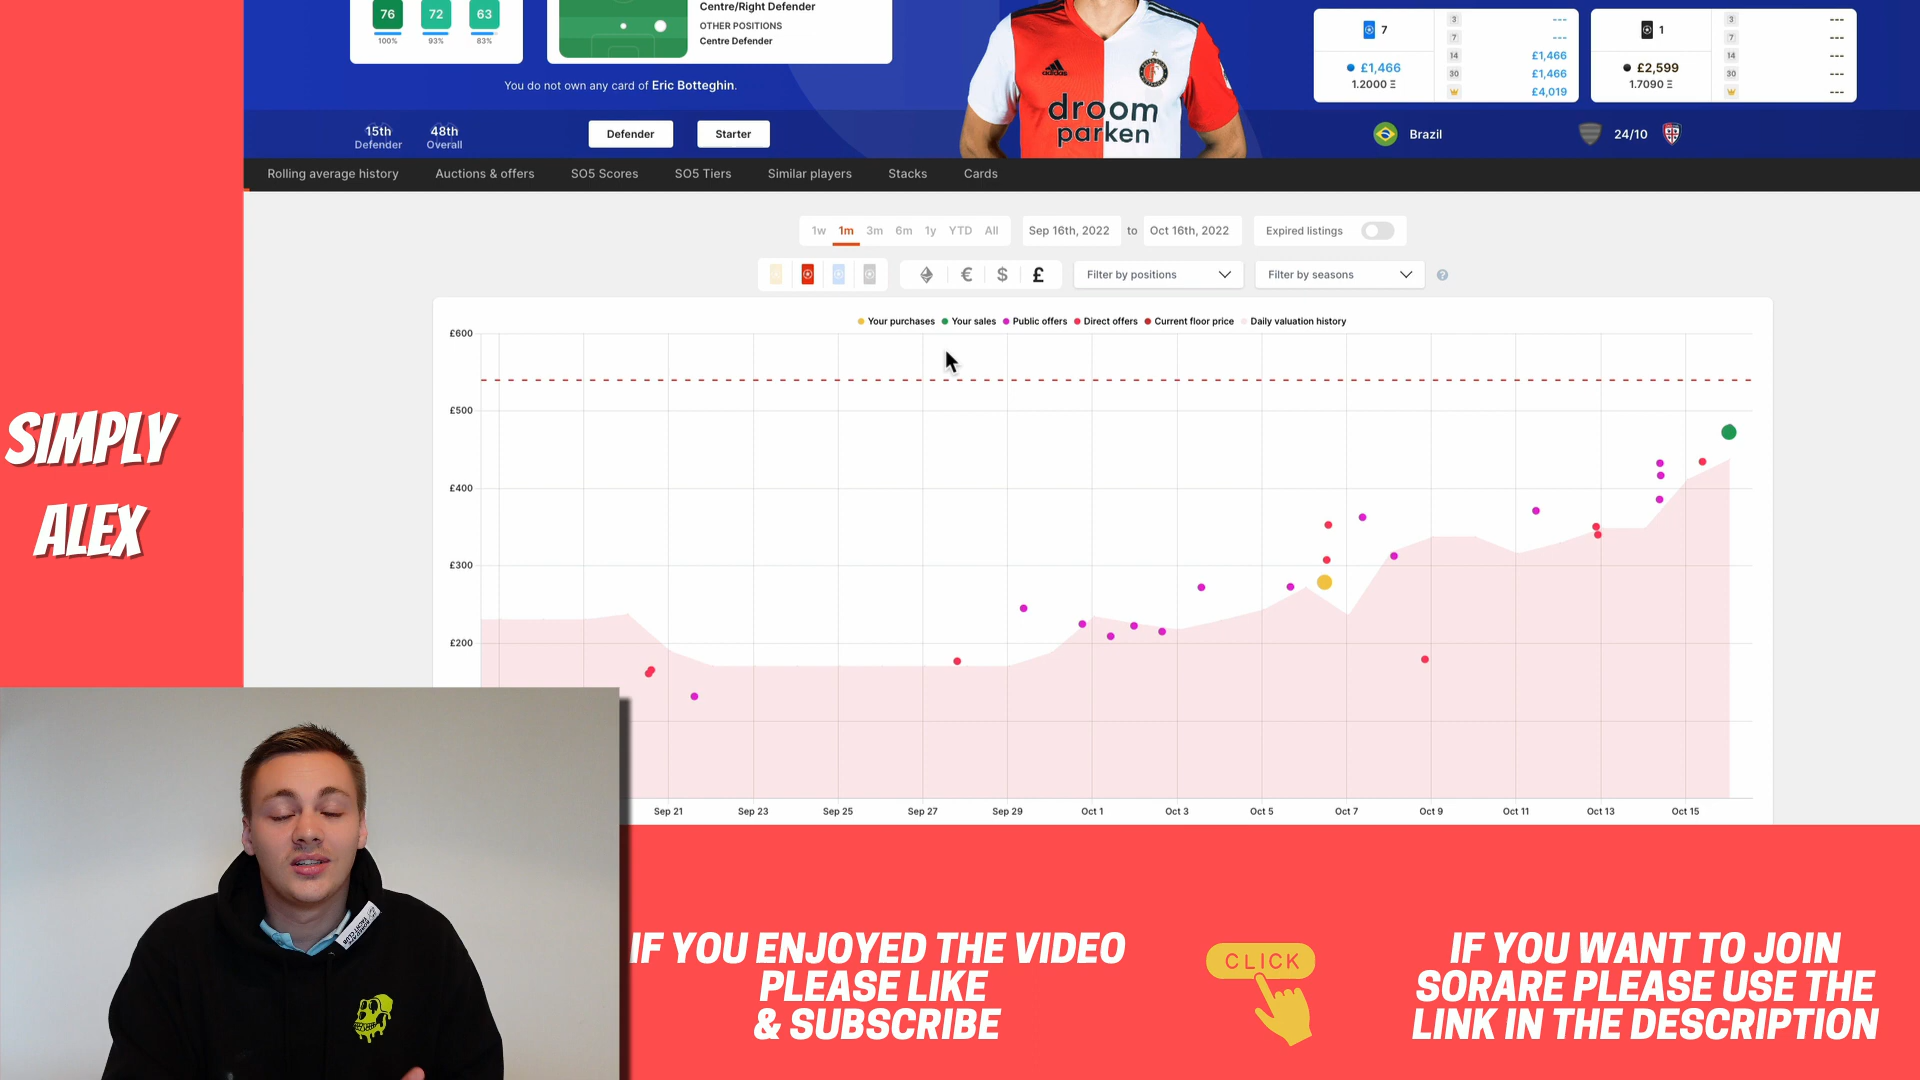 76 72 63
100% 93% 83%
Centre/Right Defender
OTHER POSITIONS
Centre Defender
You do not own any card of Eric Botteghin.
15th
Defender
48th
Overall
Defender
Starter
adidas
droom
parken
7
£1,466
1.2000 Ξ
3 ---
7 ---
14 £1,466
30 £1,466
£4,019
1
£2,599
1.7090 Ξ
3 ---
7 ---
14 ---
30 ---
---
Brazil
24/10
Rolling average history Auctions & offers SO5 Scores SO5 Tiers Similar players Stacks Cards
1w 1m 3m 6m 1y YTD All Sep 16th, 2022 to Oct 16th, 2022 Expired listings
€ $ £ Filter by positions Filter by seasons ?
Your purchases Your sales Public offers Direct offers Current floor price Daily valuation history
£600
£500
£400
£300
£200
Sep 21 Sep 23 Sep 25 Sep 27 Sep 29 Oct 1 Oct 3 Oct 5 Oct 7 Oct 9 Oct 11 Oct 13 Oct 15
SIMPLY
ALEX
IF YOU ENJOYED THE VIDEO
PLEASE LIKE
& SUBSCRIBE
CLICK
IF YOU WANT TO JOIN
SORARE PLEASE USE THE
LINK IN THE DESCRIPTION